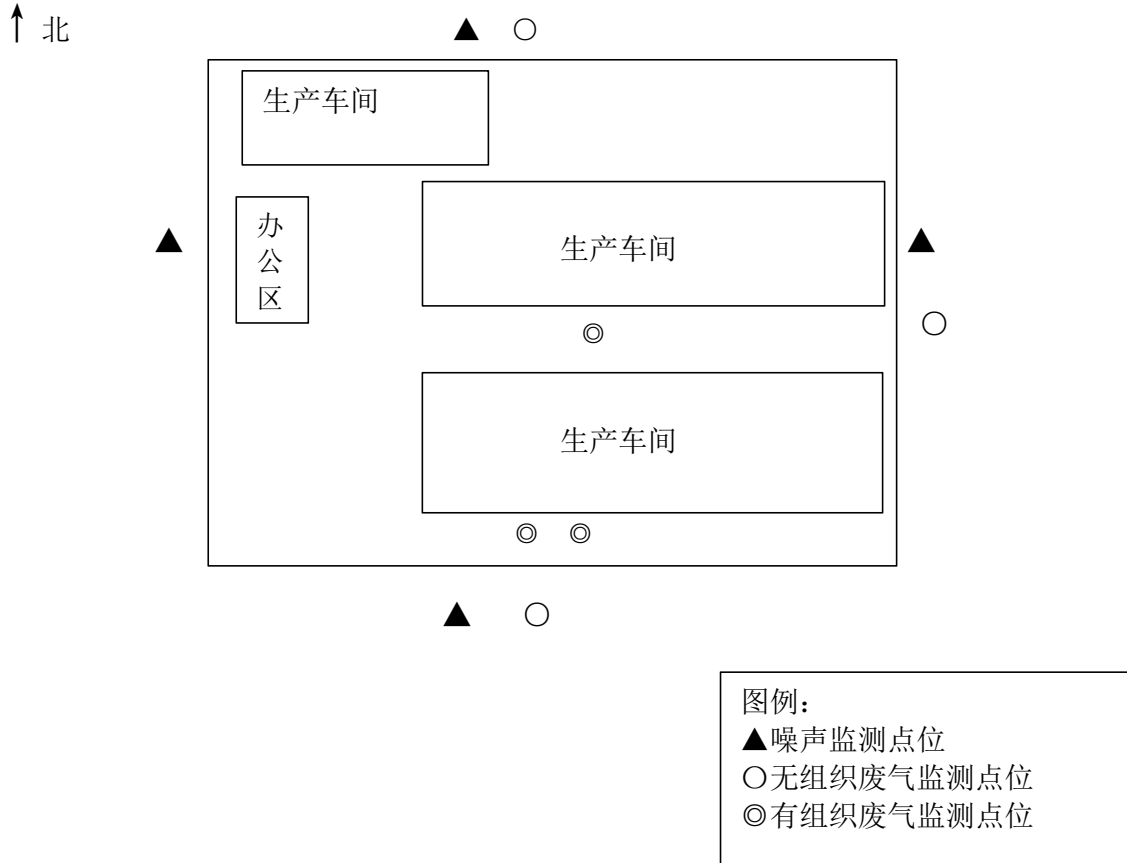 北
生产车间
办
公
区
生产车间
生产车间
图例：
▲噪声监测点位
○无组织废气监测点位
◎有组织废气监测点位